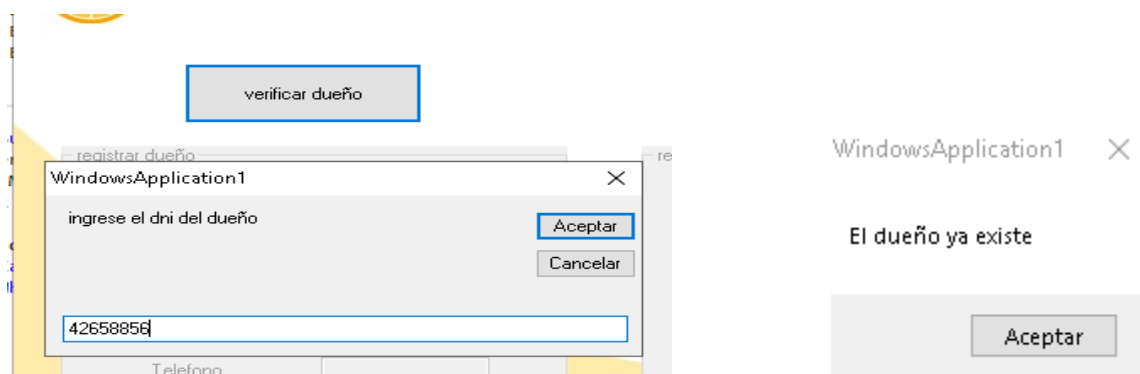 verificar dueño
registrar dueño
re
WindowsApplication1
ingrese el dni del dueño
Aceptar
Cancelar
42658856
Telefono
WindowsApplication1
El dueño ya existe
Aceptar